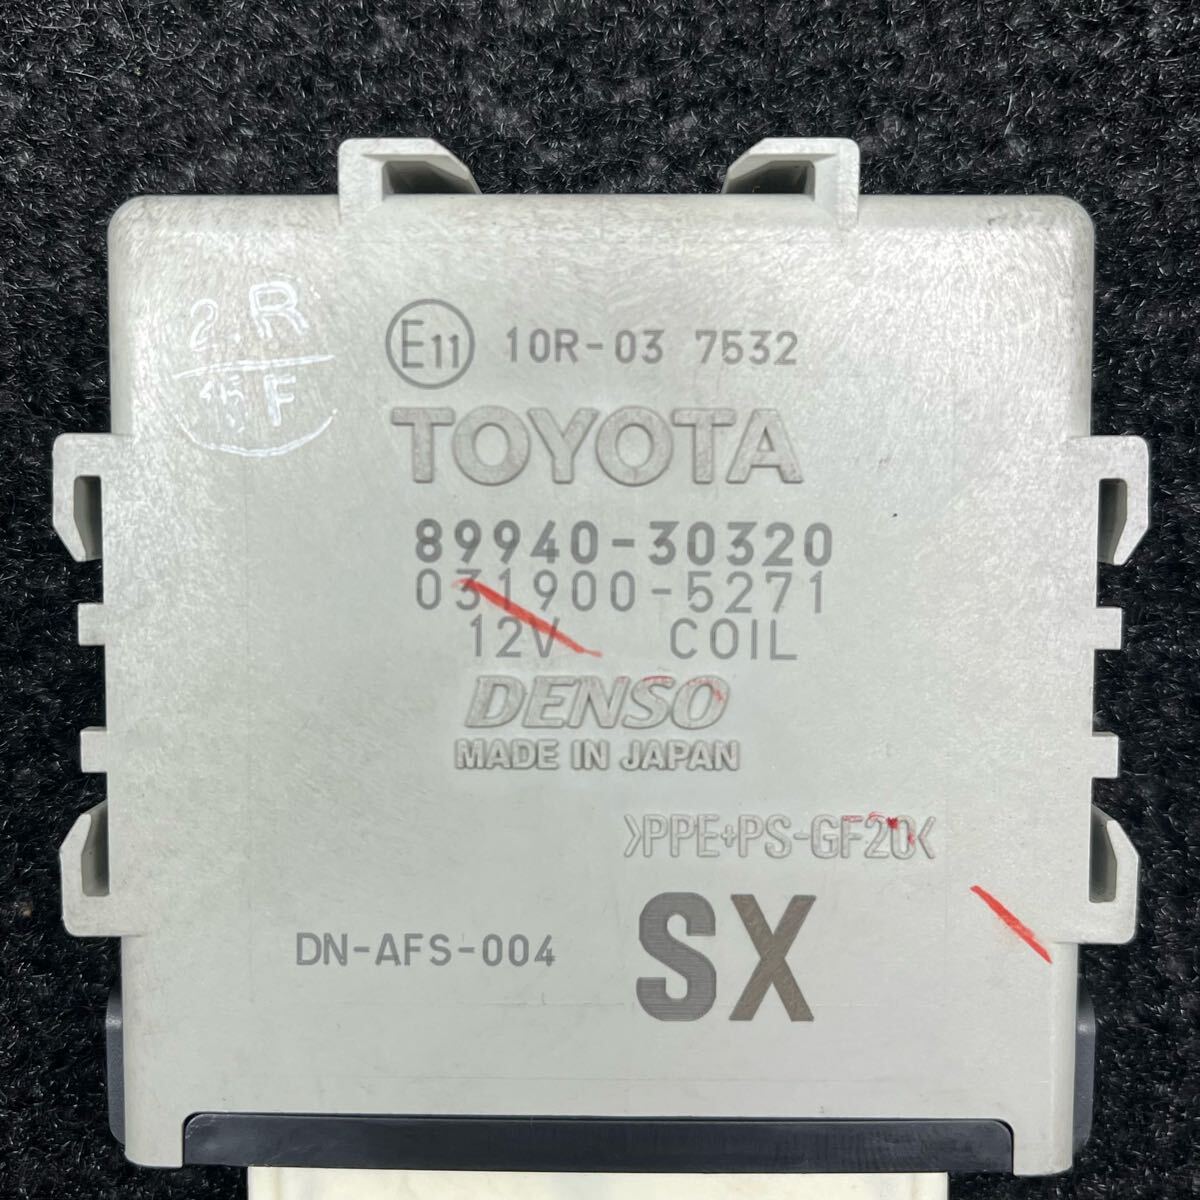 2.R
15 F
E11 10R-03 7532
TOYOTA
89940-30320
031900-5271
12V COIL
DENSO
MADE IN JAPAN
>PPE+PS-GF20<
DN-AFS-004 SX